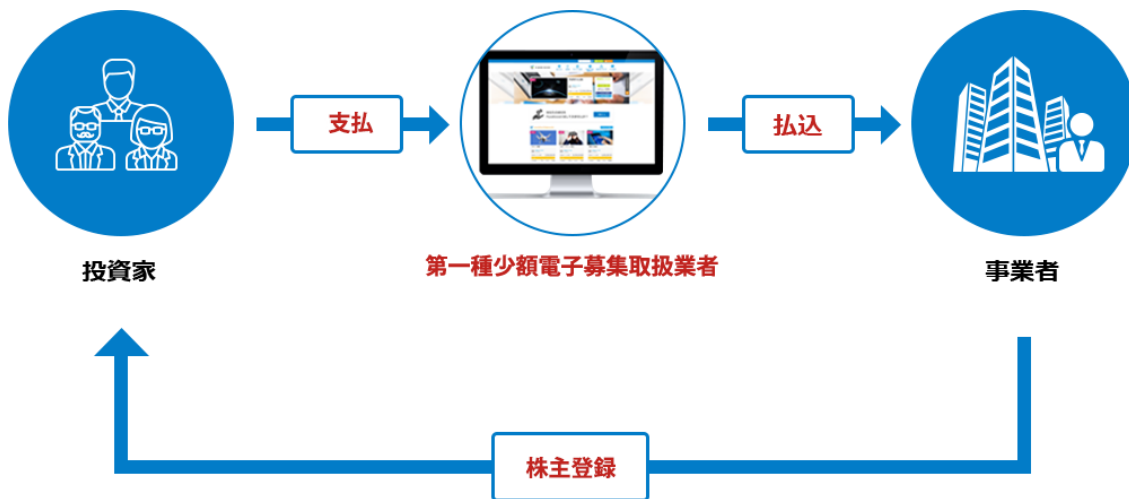 支払
払込
投資家
第一種少額電子募集取扱業者
事業者
株主登録